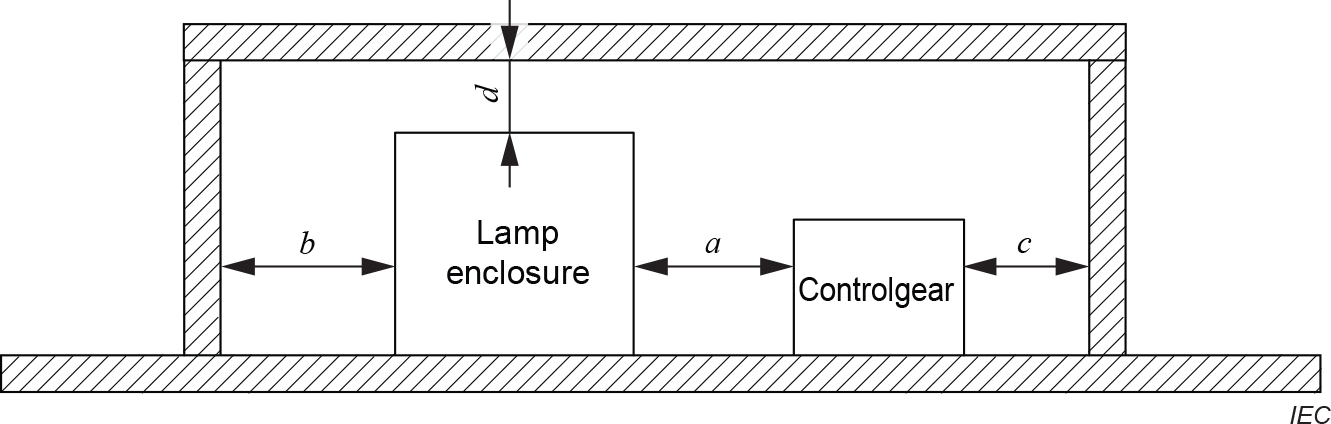 d
Lamp
enclosure
b
a
c
Controlgear
IEC